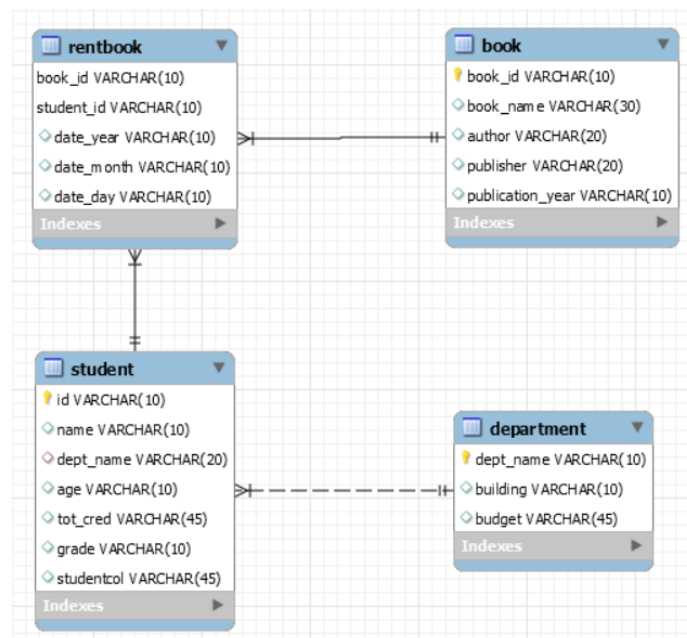 rentbook
book_id VARCHAR(10)
student_id VARCHAR(10)
date_year VARCHAR(10)
date_month VARCHAR(10)
date_day VARCHAR(10)
Indexes
book
book_id VARCHAR(10)
book_name VARCHAR(30)
author VARCHAR(20)
publisher VARCHAR(20)
publication_year VARCHAR(10)
Indexes
student
id VARCHAR(10)
name VARCHAR(10)
dept_name VARCHAR(20)
age VARCHAR(10)
tot_cred VARCHAR(45)
grade VARCHAR(10)
studentcol VARCHAR(45)
Indexes
department
dept_name VARCHAR(10)
building VARCHAR(10)
budget VARCHAR(45)
Indexes